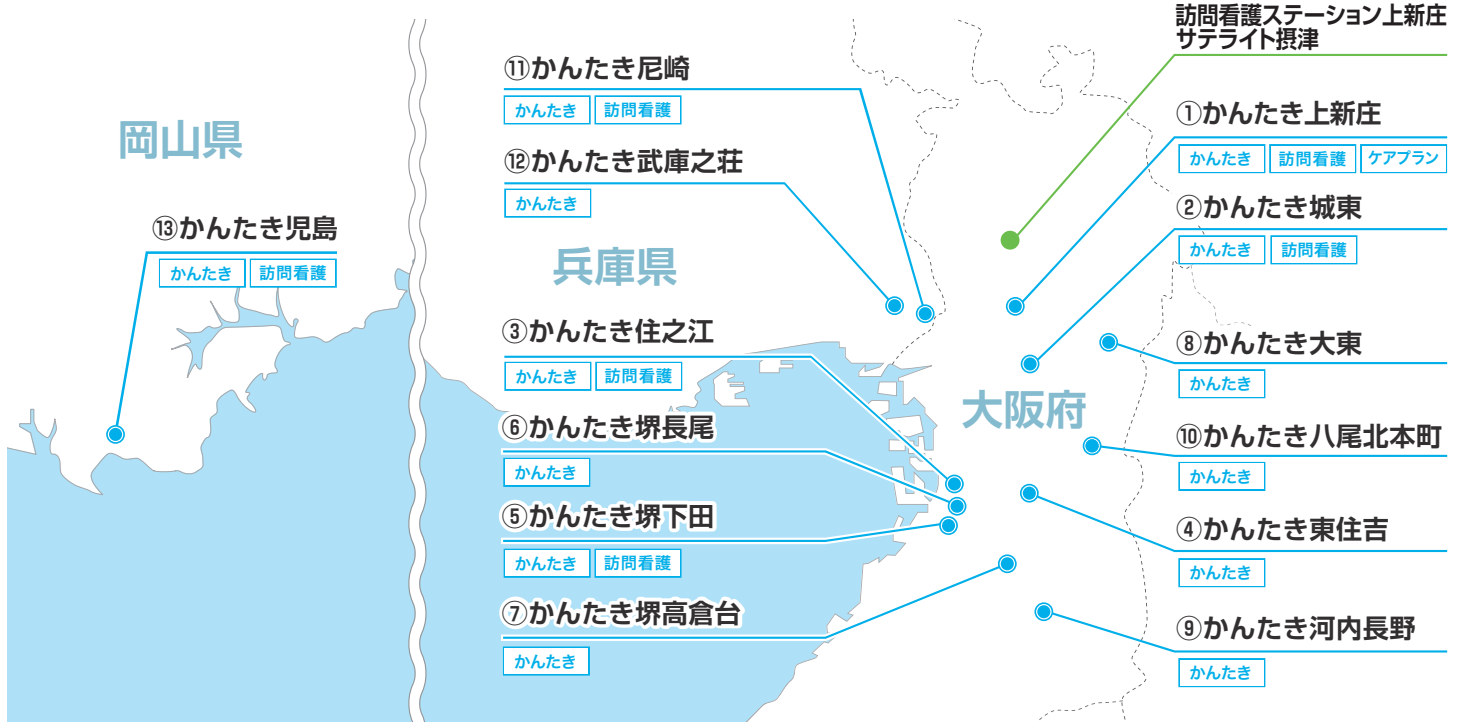 訪問看護ステーション上新庄
サテライト摂津
⑪かんたき尼崎
かんたき 訪問看護
⑫かんたき武庫之荘
かんたき
岡山県
⑬かんたき児島
かんたき 訪問看護
兵庫県
③かんたき住之江
かんたき 訪問看護
⑥かんたき堺長尾
かんたき
⑤かんたき堺下田
かんたき 訪問看護
⑦かんたき堺高倉台
かんたき
大阪府
①かんたき上新庄
かんたき 訪問看護 ケアプラン
②かんたき城東
かんたき 訪問看護
⑧かんたき大東
かんたき
⑩かんたき八尾北本町
かんたき
④かんたき東住吉
かんたき
⑨かんたき河内長野
かんたき